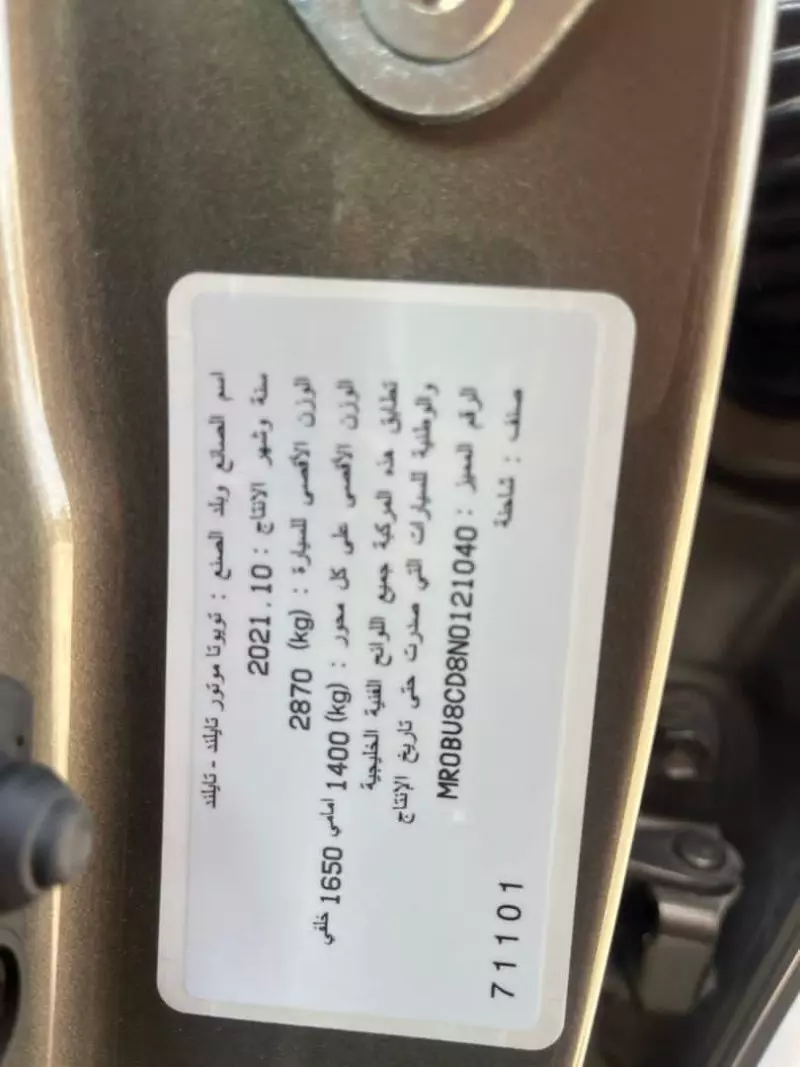 اسم الصانع وبلد الصنع : تويوتا موتور تايلند - تايلند
سنة وشهر الانتاج : 2021.10
الوزن الأقصى للسيارة : (kg) 2870
الوزن الأقصى على كل محور : (kg) 1400 امامي 1650 خلفي
تطابق هذه المركبة جميع اللوائح الفنية الخليجية
والوطنية للسيارات التي صدرت حتى تاريخ الإنتاج
الرقم المميز : MR0BU8CD8N0121040
صنف : شاحنة
71101